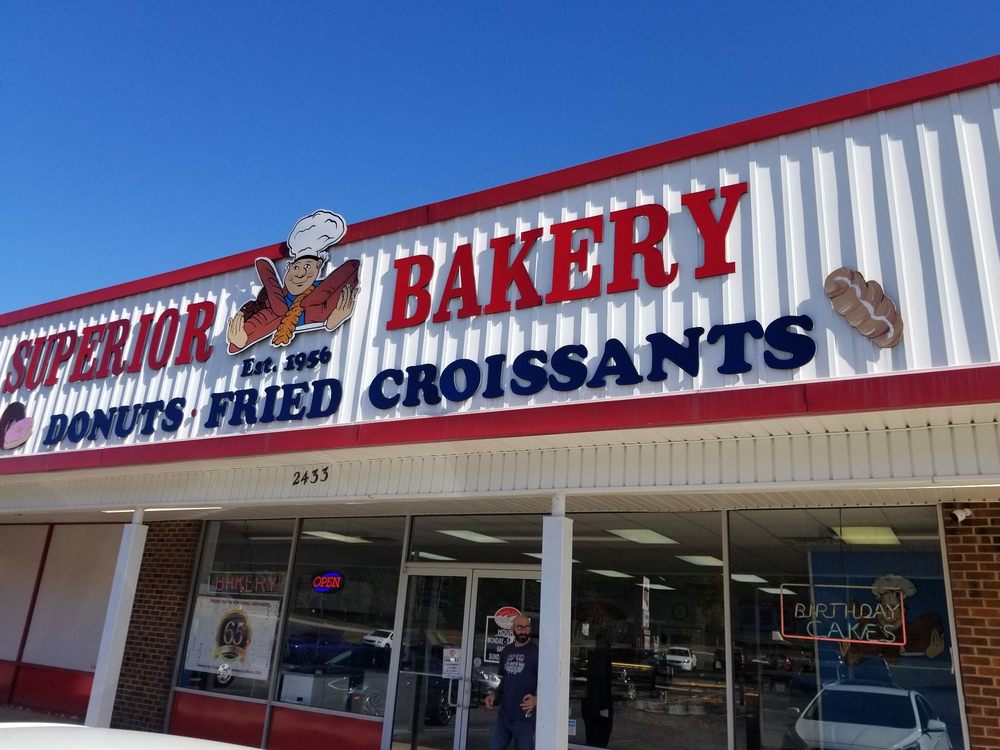 SUPERIOR BAKERY
Est. 1956
DONUTS · FRIED CROISSANTS
2433
BAKERY
OPEN
65
BIRTHDAY
CAKES